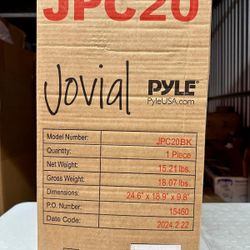 JPC20
Jovial
PYLE®
PyleUSA.com
Model Number: JPC20BK
Quantity: 1 Piece
Net Weight: 15.21 lbs.
Gross Weight: 18.07 lbs.
Dimensions: 24.6" x 18.9" x 9.8"
P.O. Number: 15460
Date Code: 2024.2.22